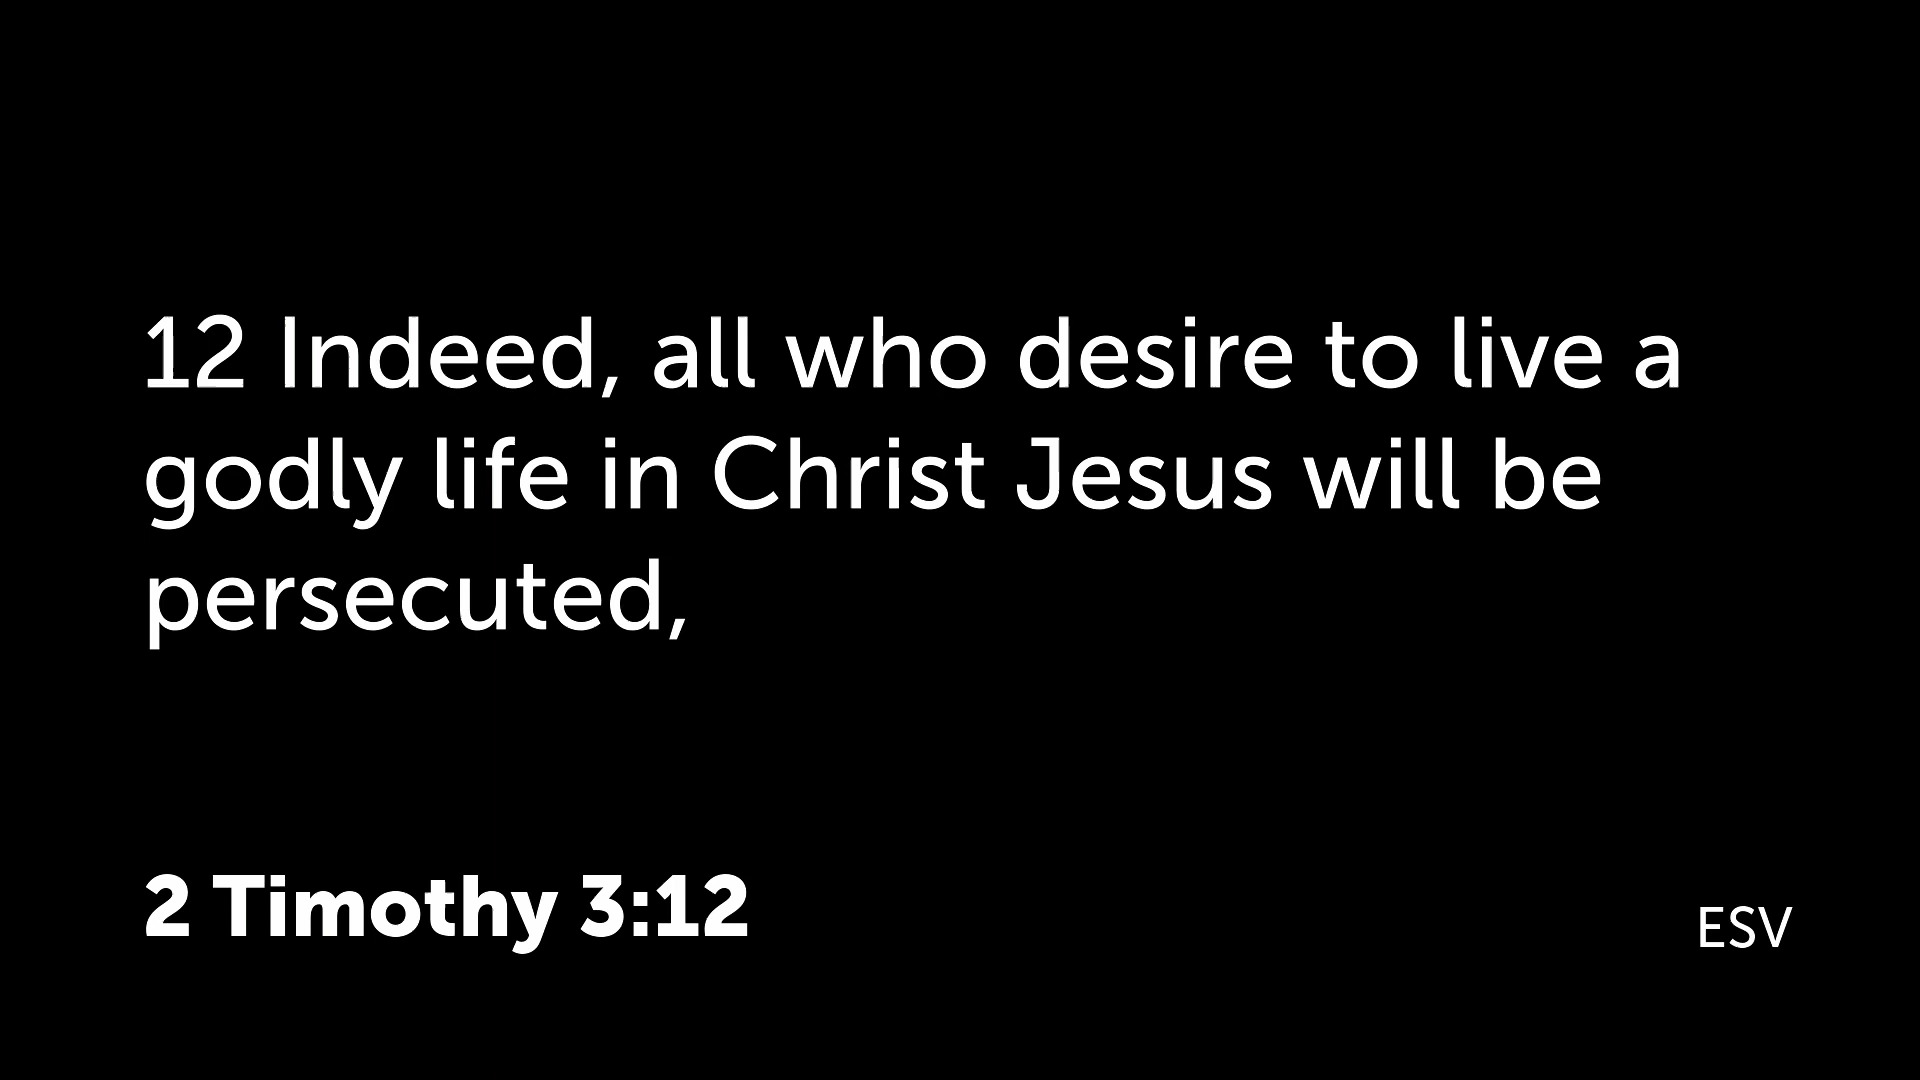 12 Indeed, all who desire to live a
godly life in Christ Jesus will be
persecuted,
2 Timothy 3:12
ESV